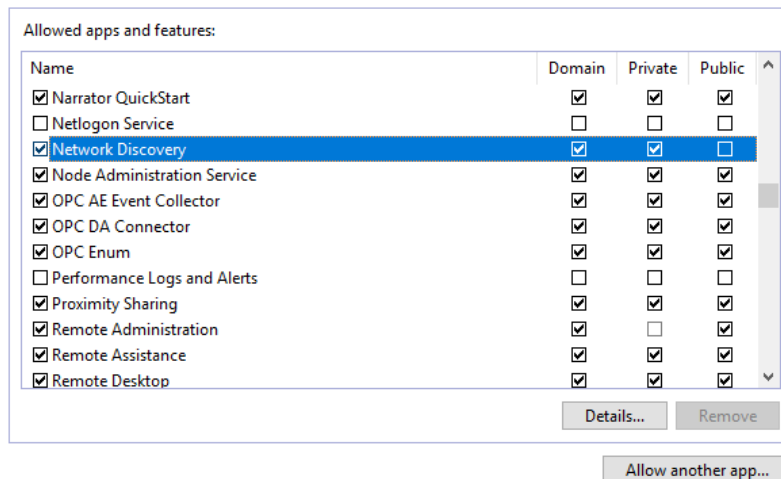 Allowed apps and features:
Name Domain Private Public
Narrator QuickStart
Netlogon Service
Network Discovery
Node Administration Service
OPC AE Event Collector
OPC DA Connector
OPC Enum
Performance Logs and Alerts
Proximity Sharing
Remote Administration
Remote Assistance
Remote Desktop
Details... Remove
Allow another app...